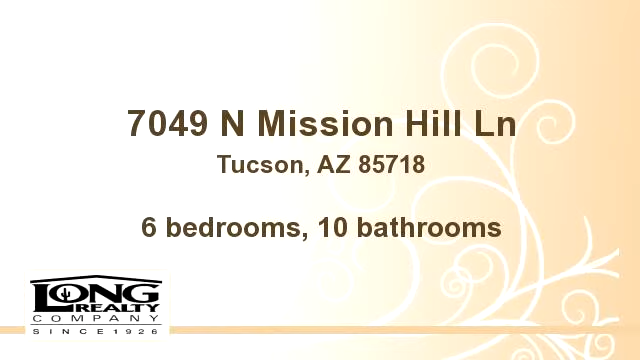 7049 N Mission Hill Ln
Tucson, AZ 85718
6 bedrooms, 10 bathrooms
LONG
REALTY
COMPANY
SINCE 1926